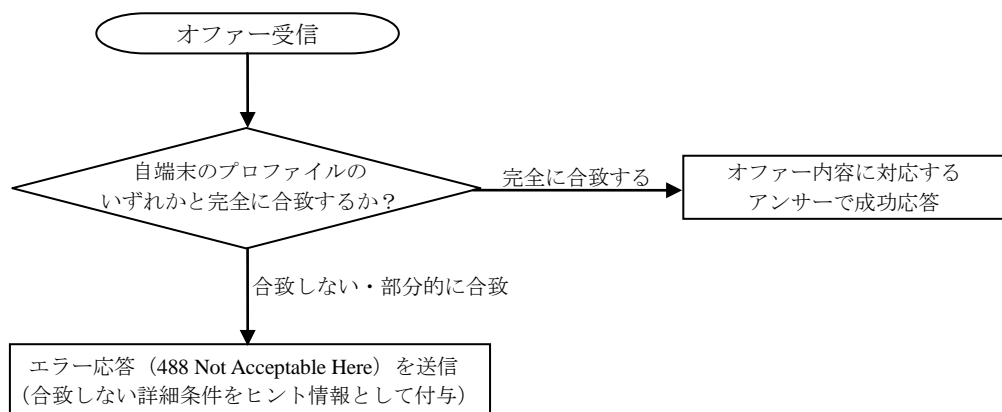 オファー受信
自端末のプロファイルの
いずれかと完全に合致するか？
完全に合致する
オファー内容に対応する
アンサーで成功応答
合致しない・部分的に合致
エラー応答（488 Not Acceptable Here）を送信
（合致しない詳細条件をヒント情報として付与）